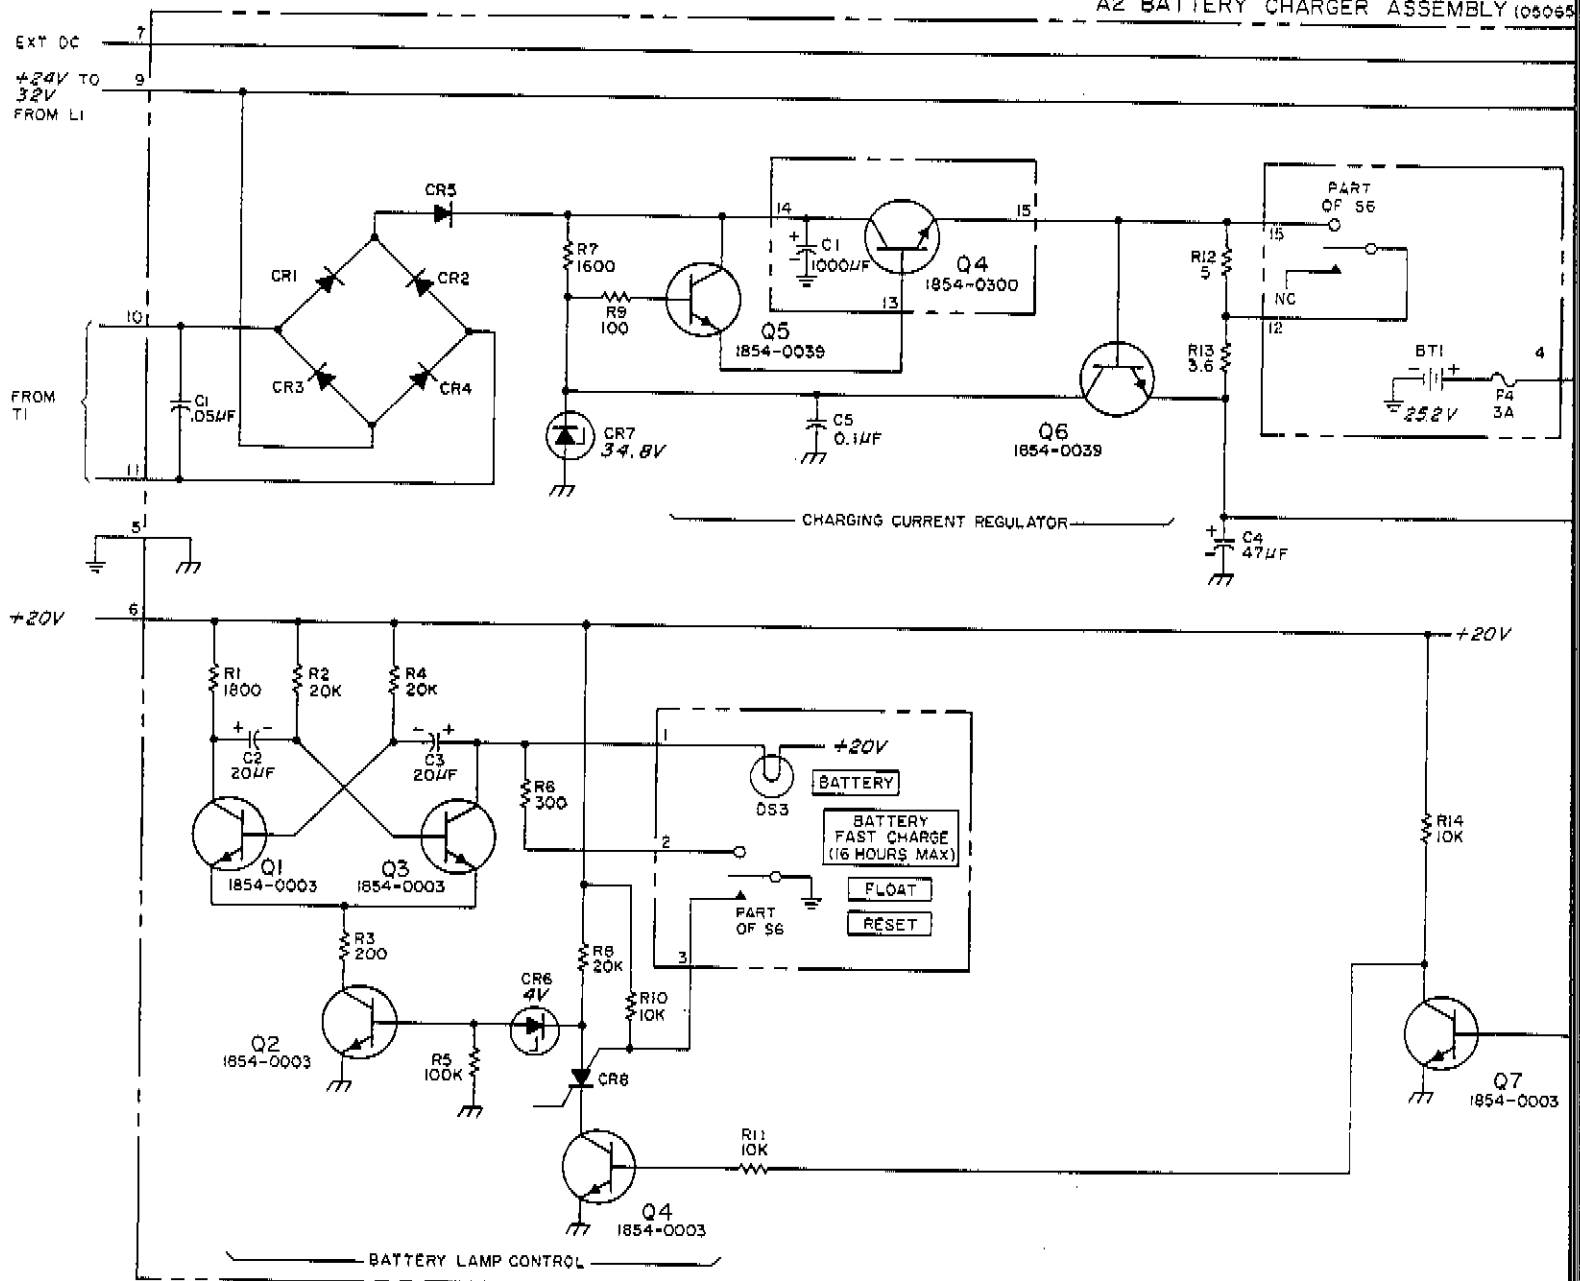 A2 BATTERY CHARGER ASSEMBLY (05065
EXT DC
7
+24V TO
32V
FROM L1
9
CR5
CR1
CR2
CR3
CR4
10
FROM
T1
C1
.05µF
11
R7
1600
R9
100
Q5
1854-0039
14
+
-
C1
1000µF
Q4
1854-0300
13
15
CR7
34.8V
C5
0.1µF
Q6
1854-0039
R12
5
R13
3.6
15
PART
OF S6
NC
12
BT1
- +
25.2V
F4
3A
4
CHARGING CURRENT REGULATOR
+
-
C4
47µF
5
+20V
6
+20V
R1
1800
R2
20K
R4
20K
+ -
C2
20µF
- +
C3
20µF
R6
300
1
+20V
DS3
BATTERY
BATTERY
FAST CHARGE
(16 HOURS MAX)
2
FLOAT
PART
OF S6
RESET
3
Q1
1854-0003
Q3
1854-0003
R14
10K
R3
200
R8
20K
CR6
4V
R10
10K
Q2
1854-0003
R5
100K
CR8
Q7
1854-0003
R11
10K
Q4
1854-0003
BATTERY LAMP CONTROL